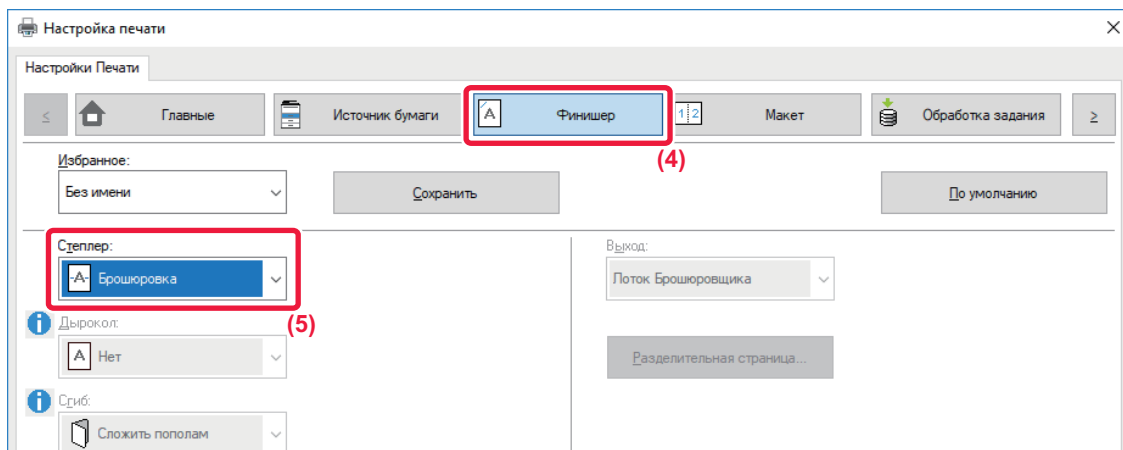 Настройка печати
Настройки Печати
< Главные Источник бумаги A Финишер 1 2 Макет Обработка задания >
(4)
Избранное:
Без имени Сохранить По умолчанию
Степлер: Выход:
-A- Брошюровка Лоток Брошюровщика
(5)
Дырокол:
A Нет Разделительная страница...
Сгиб:
Сложить пополам